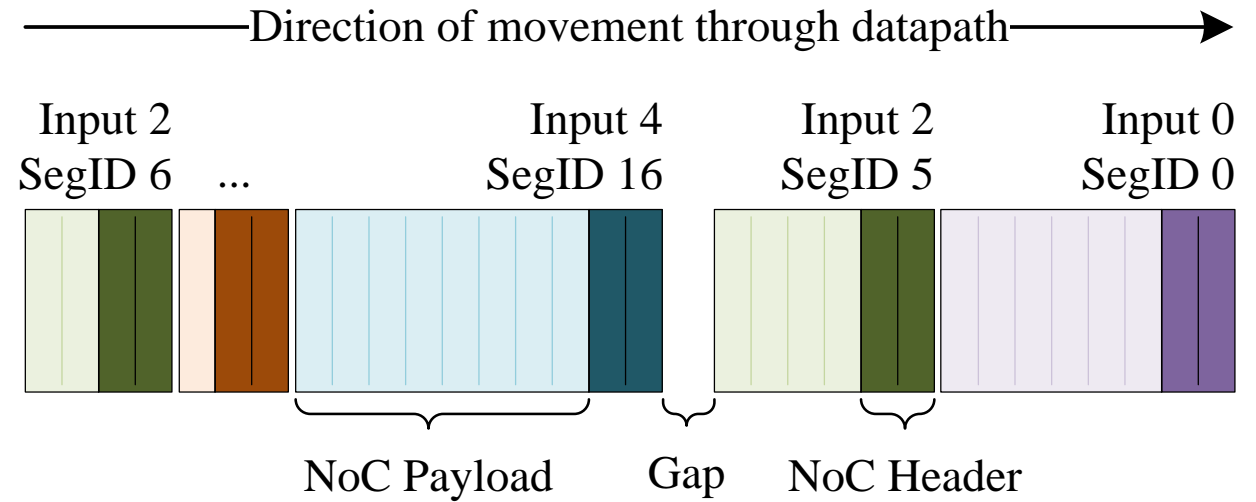 Direction of movement through datapath
Input 2
SegID 6
...
Input 4
SegID 16
Input 2
SegID 5
Input 0
SegID 0
NoC Payload
Gap
NoC Header